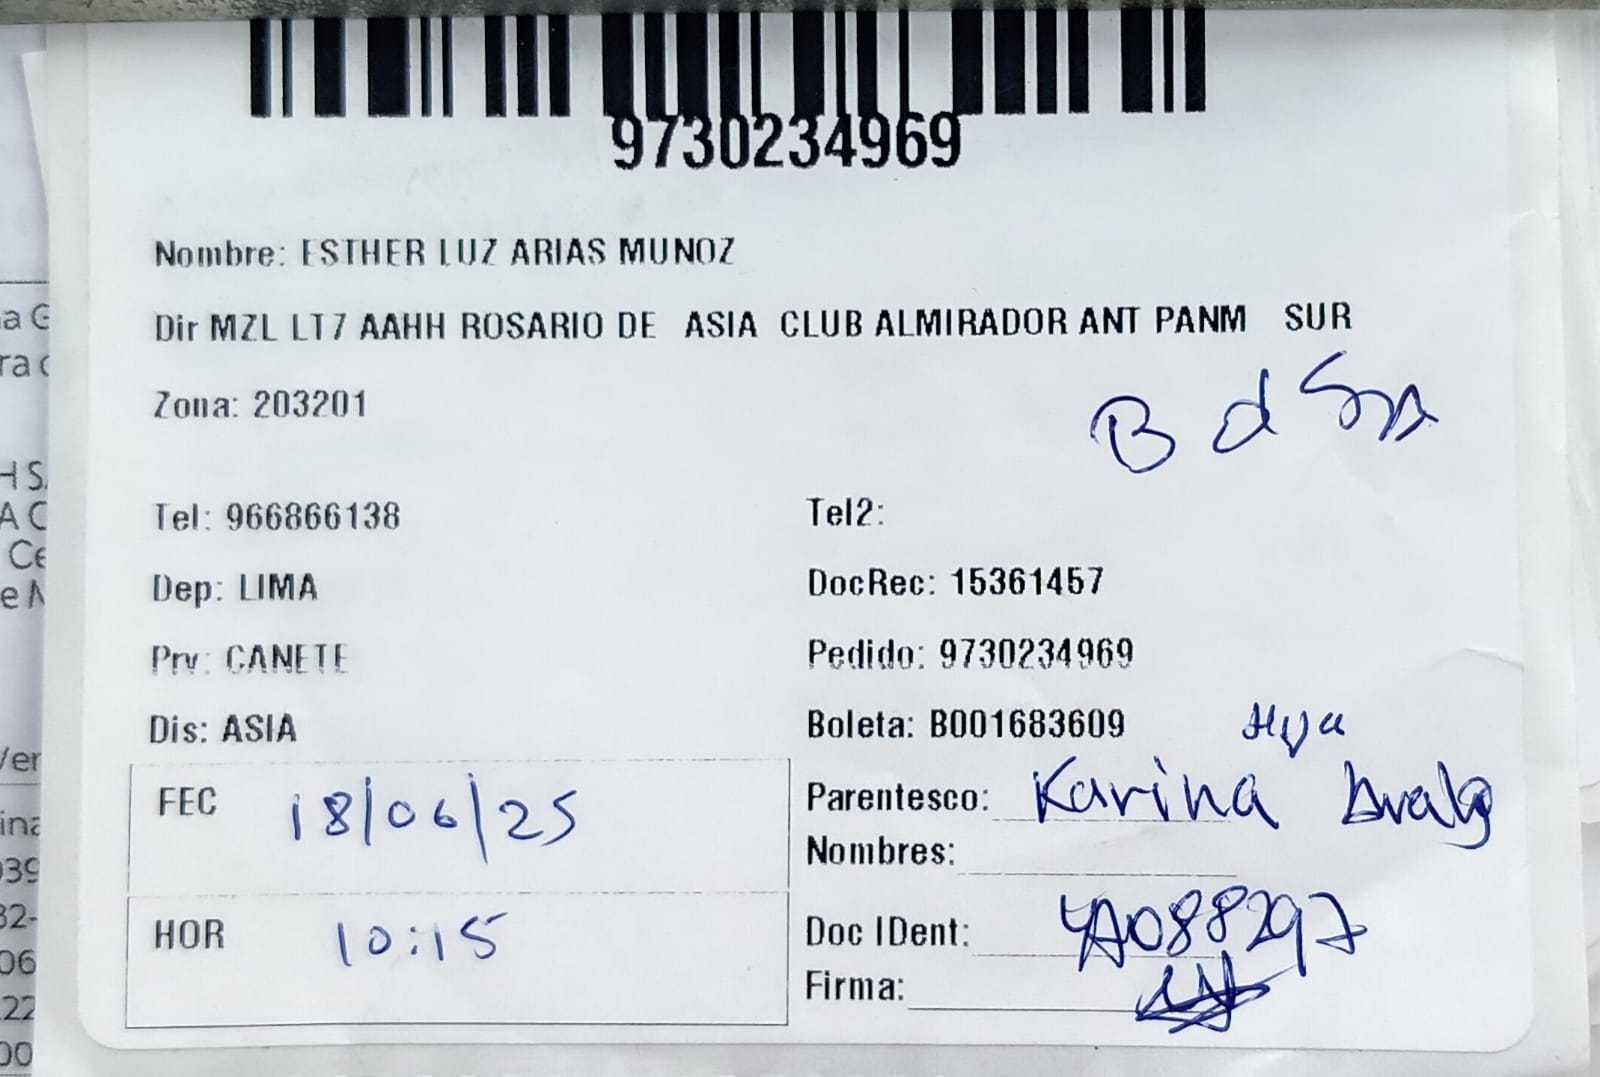 9730234969
Nombre: ESTHER LUZ ARIAS MUNOZ
Dir MZL LT7 AAHH ROSARIO DE ASIA CLUB ALMIRADOR ANT PANM SUR
Zona: 203201
B d
Tel: 966866138 Tel2:
Dep: LIMA DocRec: 15361457
Prv: CANETE Pedido: 9730234969
Dis: ASIA Boleta: B001683609 Hija
FEC 18/06/25 Parentesco: Karina
Nombres:
HOR 10:15 Doc IDent:
Firma: